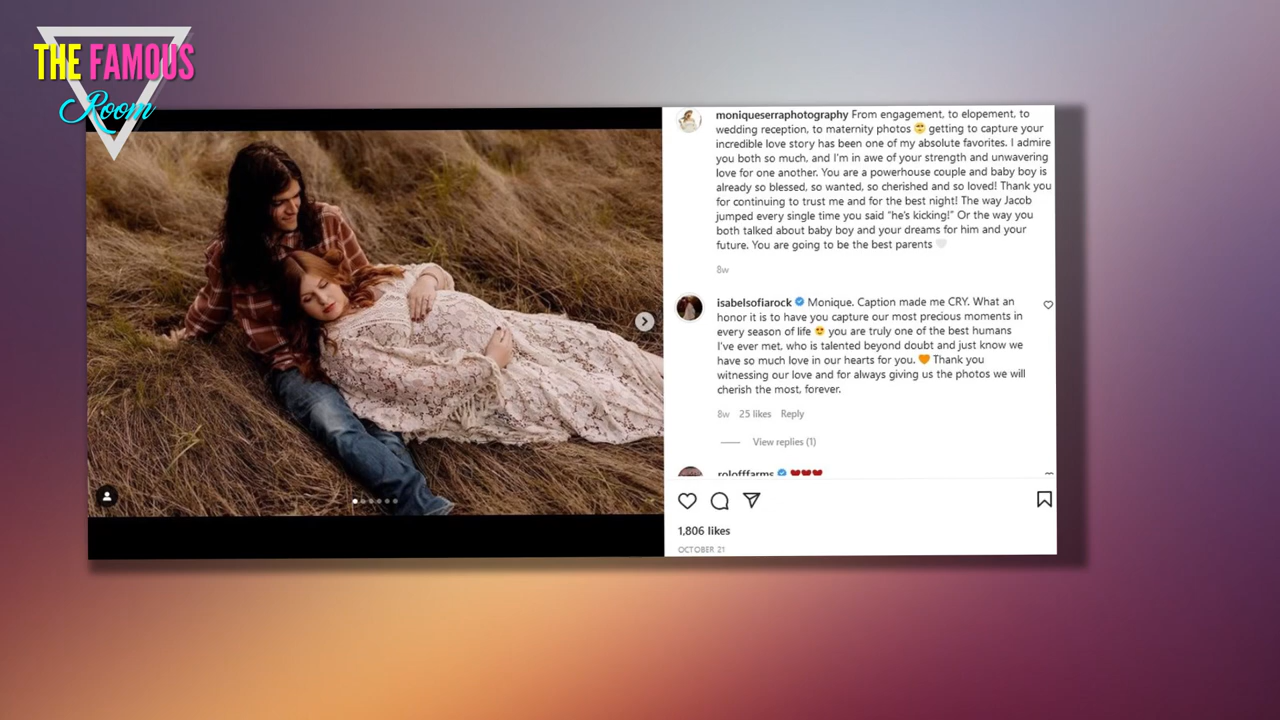 THE FAMOUS
Room
moniqueserraphotography From engagement, to elopement, to
wedding reception, to maternity photos 😍 getting to capture your
incredible love story has been one of my absolute favorites. I admire
you both so much, and I'm in awe of your strength and unwavering
love for one another. You are a powerhouse couple and baby boy is
already so blessed, so wanted, so cherished and so loved! Thank you
for continuing to trust me and for the best night! The way Jacob
jumped every single time you said "he's kicking!" Or the way you
both talked about baby boy and your dreams for him and your
future. You are going to be the best parents 🤍
8w
isabelsofiarock Monique. Caption made me CRY. What an
honor it is to have you capture our most precious moments in
every season of life 😍 you are truly one of the best humans
I've ever met, who is talented beyond doubt and just know we
have so much love in our hearts for you. 🧡 Thank you
witnessing our love and for always giving us the photos we will
cherish the most, forever.
8w 25 likes Reply
View replies (1)
rolofffarms ❤️❤️❤️
1,806 likes
OCTOBER 21